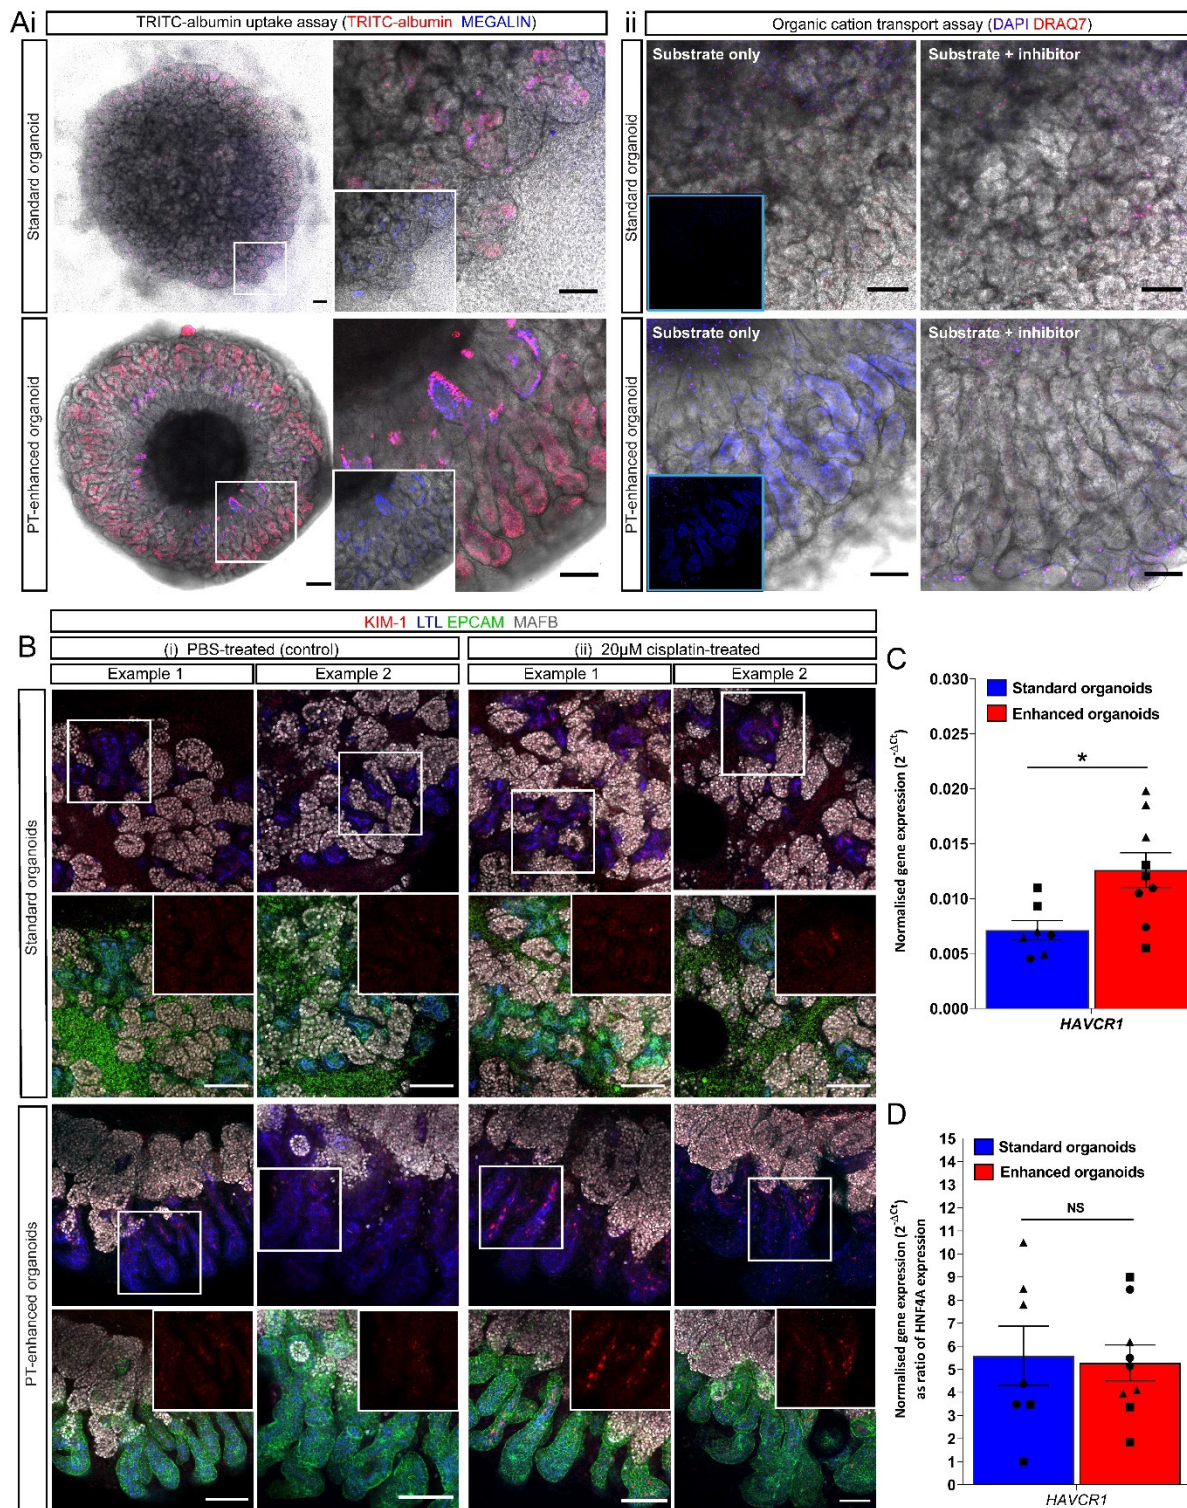 Ai
TRITC-albumin uptake assay (TRITC-albumin MEGALIN)
Standard organoid
PT-enhanced organoid
ii
Organic cation transport assay (DAPI DRAQ7)
Substrate only
Substrate + inhibitor
Substrate only
Substrate + inhibitor
Standard organoid
PT-enhanced organoid
B
KIM-1 LTL EPCAM MAFB
(i) PBS-treated (control)
(ii) 20µM cisplatin-treated
Example 1
Example 2
Example 1
Example 2
Standard organoids
PT-enhanced organoids
C
Standard organoids
Enhanced organoids
Normalised gene expression (2^-ΔCt)
0.030
0.025
0.020
0.015
0.010
0.005
0.000
*
HAVCR1
D
Standard organoids
Enhanced organoids
Normalised gene expression (2^-ΔCt)
as ratio of HNF4A expression
15
14
13
12
11
10
9
8
7
6
5
4
3
2
1
0
NS
HAVCR1